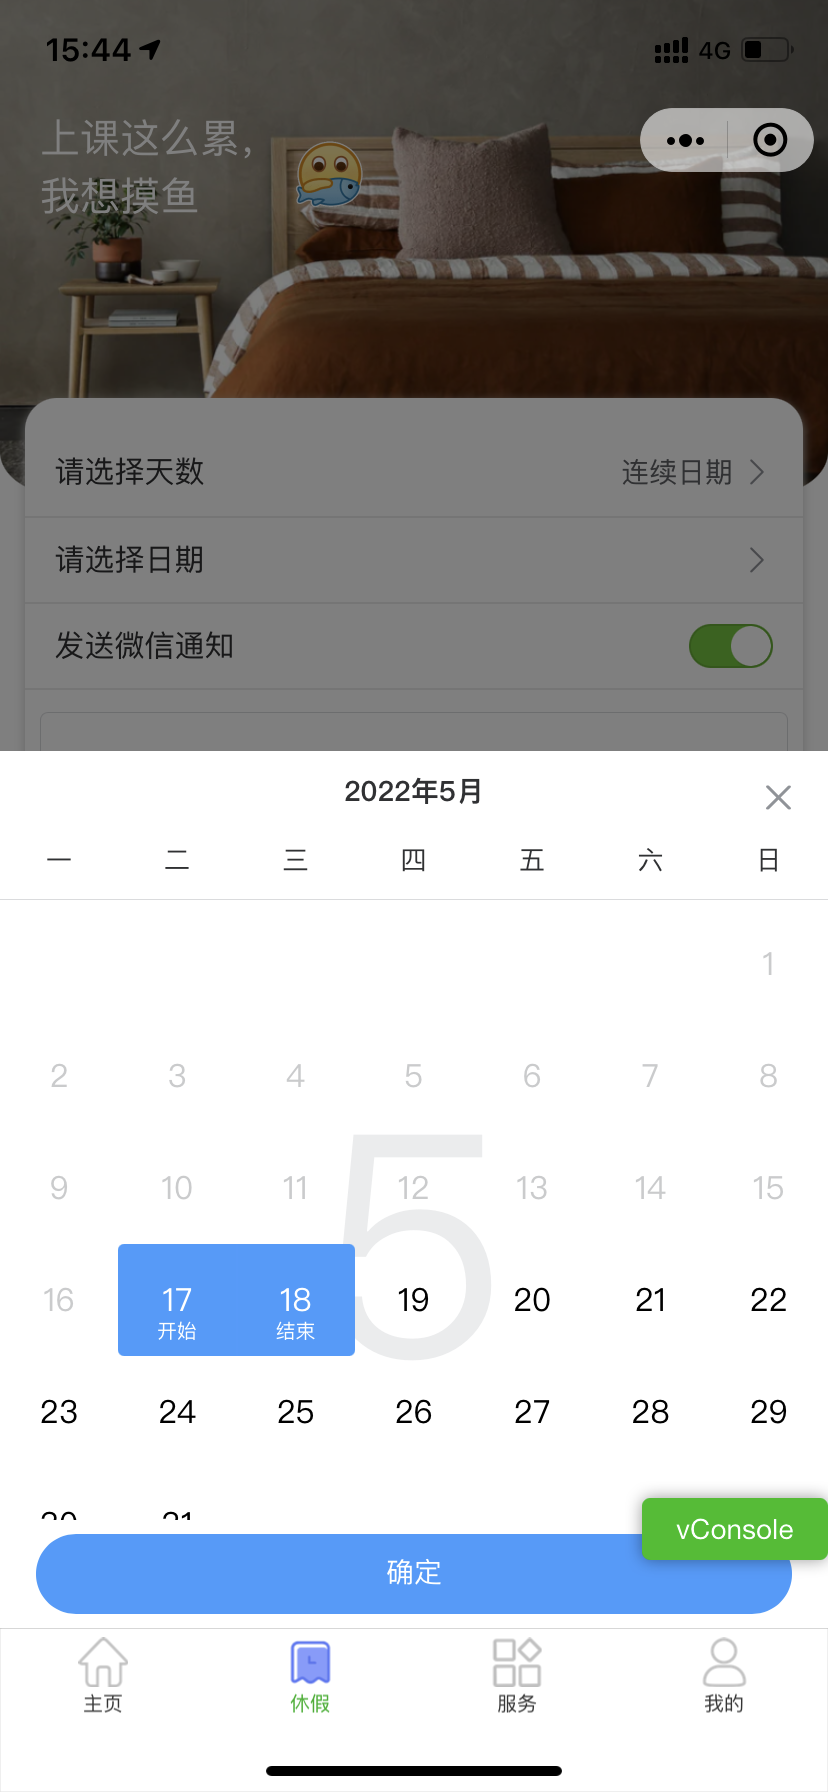 15:44
4G
上课这么累，
我想摸鱼
请选择天数 连续日期
请选择日期
发送微信通知
2022年5月
一 二 三 四 五 六 日
1
2 3 4 5 6 7 8
9 10 11 12 13 14 15
5
16 17 18 19 20 21 22
开始 结束
23 24 25 26 27 28 29
30 31
vConsole
确定
主页 休假 服务 我的